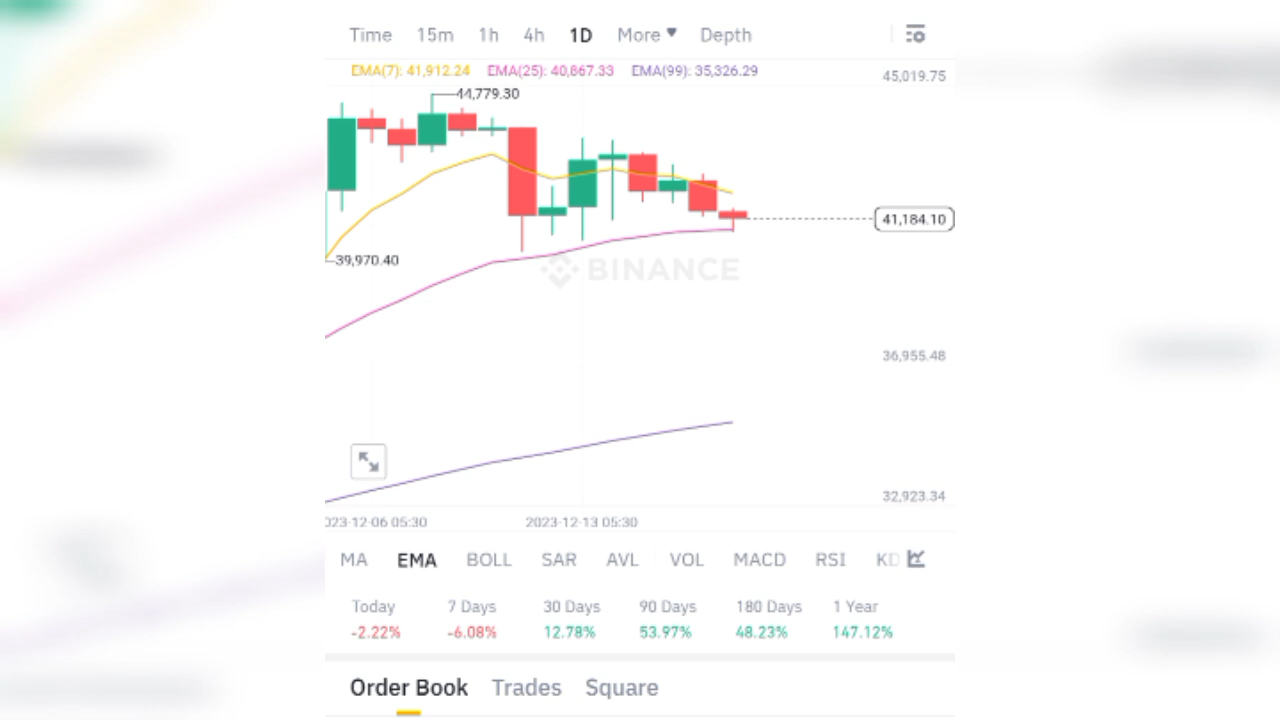 Time 15m 1h 4h 1D More Depth
EMA(7): 41,912.24 EMA(25): 40,867.33 EMA(99): 35,326.29
45,019.75
44,779.30
41,184.10
39,970.40
BINANCE
36,955.48
32,923.34
023-12-06 05:30 2023-12-13 05:30
MA EMA BOLL SAR AVL VOL MACD RSI KD
Today 7 Days 30 Days 90 Days 180 Days 1 Year
-2.22% -6.08% 12.78% 53.97% 48.23% 147.12%
Order Book Trades Square